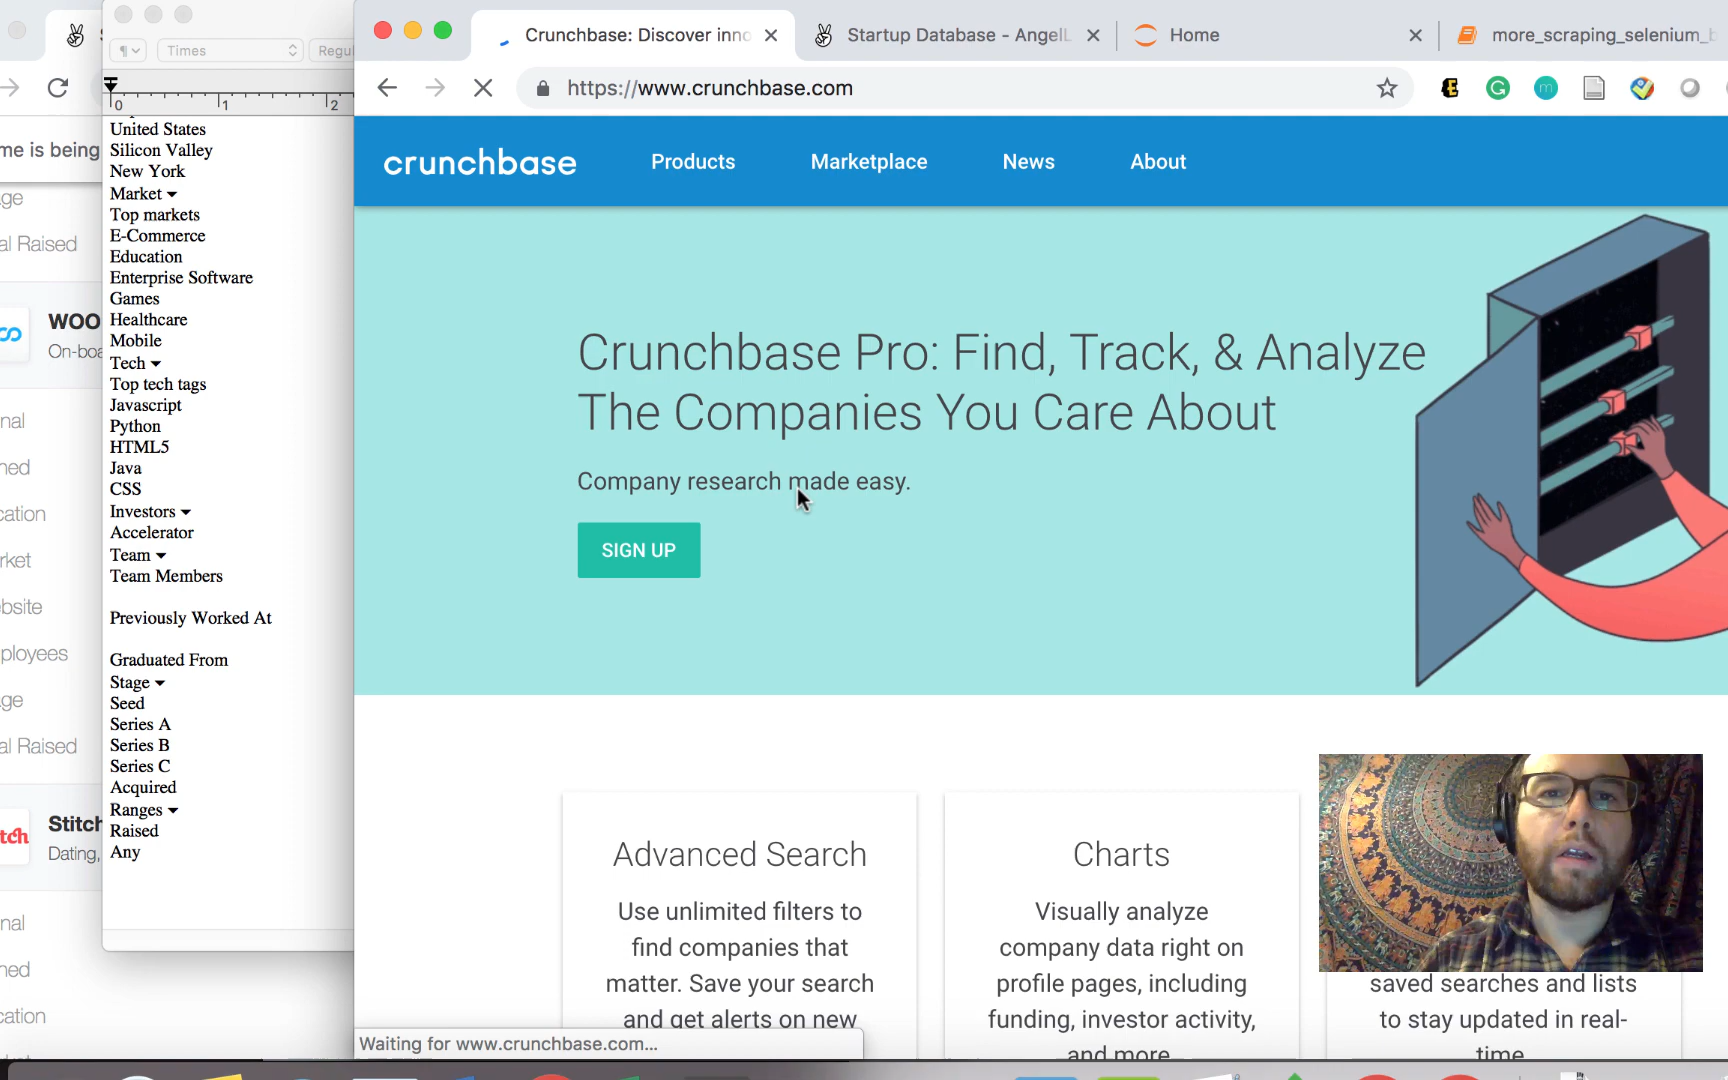 Crunchbase: Discover inno
Startup Database - AngelL
Home
more_scraping_selenium_b
https://www.crunchbase.com
Times
Regul
0 1 2
me is being
ge
al Raised
WOO
On-boa
nal
ned
cation
rket
bsite
ployees
ge
al Raised
tch
Stitch
Dating,
nal
ned
cation
United States
Silicon Valley
New York
Market
Top markets
E-Commerce
Education
Enterprise Software
Games
Healthcare
Mobile
Tech
Top tech tags
Javascript
Python
HTML5
Java
CSS
Investors
Accelerator
Team
Team Members
Previously Worked At
Graduated From
Stage
Seed
Series A
Series B
Series C
Acquired
Ranges
Raised
Any
crunchbase Products Marketplace News About
Crunchbase Pro: Find, Track, & Analyze
The Companies You Care About
Company research made easy.
SIGN UP
Advanced Search
Use unlimited filters to
find companies that
matter. Save your search
and get alerts on new
Charts
Visually analyze
company data right on
profile pages, including
funding, investor activity,
and more
saved searches and lists
to stay updated in real-
time
Waiting for www.crunchbase.com...